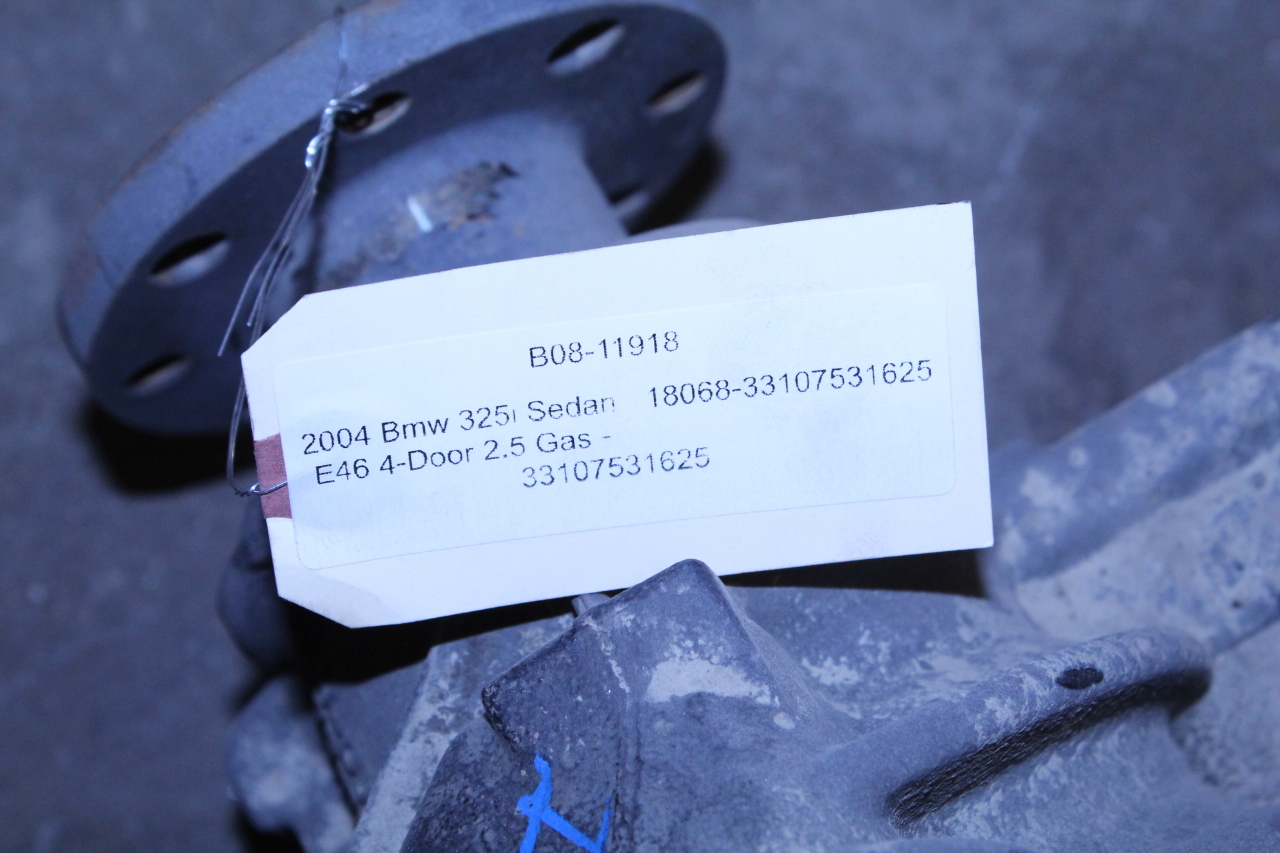 B08-11918
2004 Bmw 325i Sedan 18068-33107531625
E46 4-Door 2.5 Gas -
33107531625